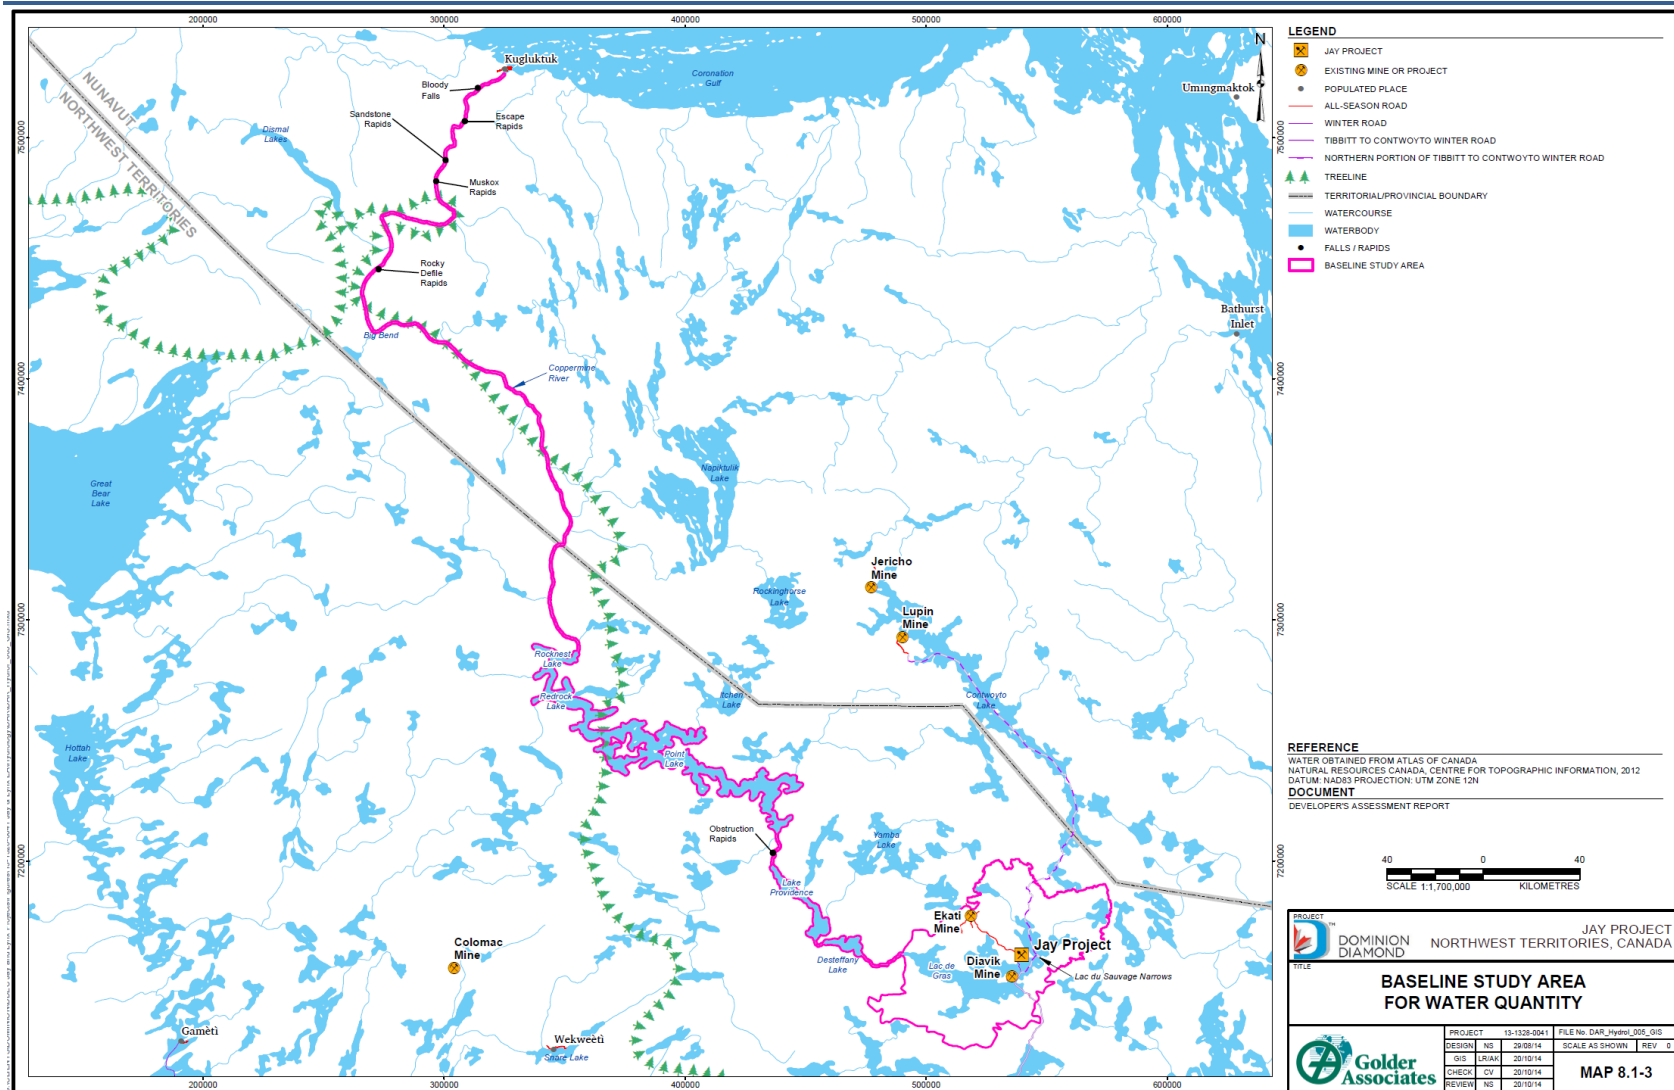 200000
300000
400000
500000
600000
7500000
7400000
7300000
7200000
7500000
7400000
7300000
7200000
200000
300000
400000
500000
600000
NUNAVUT
NORTHWEST TERRITORIES
Kugluktuk
Coronation
Gulf
Umingmaktok
N
Bloody
Falls
Sandstone
Rapids
Escape
Rapids
Dismal
Lakes
Muskox
Rapids
Rocky
Defile
Rapids
Big Bend
Coppermine
River
Bathurst
Inlet
Great
Bear
Lake
Napiktulik
Lake
Jericho
Mine
Rockinghorse
Lake
Lupin
Mine
Rocknest
Lake
Redrock
Lake
Itchen
Lake
Contwoyto
Lake
Hottah
Lake
Point
Lake
Obstruction
Rapids
Yamba
Lake
Lake
Providence
Ekati
Mine
Jay Project
Colomac
Mine
Desteffany
Lake
Lac de
Gras
Diavik
Mine
Lac du Sauvage Narrows
Gamètì
Wekweètì
Snare Lake
LEGEND
JAY PROJECT
EXISTING MINE OR PROJECT
POPULATED PLACE
ALL-SEASON ROAD
WINTER ROAD
TIBBITT TO CONTWOYTO WINTER ROAD
NORTHERN PORTION OF TIBBITT TO CONTWOYTO WINTER ROAD
TREELINE
TERRITORIAL/PROVINCIAL BOUNDARY
WATERCOURSE
WATERBODY
FALLS / RAPIDS
BASELINE STUDY AREA
REFERENCE
WATER OBTAINED FROM ATLAS OF CANADA
NATURAL RESOURCES CANADA, CENTRE FOR TOPOGRAPHIC INFORMATION, 2012
DATUM: NAD83 PROJECTION: UTM ZONE 12N
DOCUMENT
DEVELOPER'S ASSESSMENT REPORT
40 0 40
SCALE 1:1,700,000 KILOMETRES
PROJECT
DOMINION
DIAMOND
TM
JAY PROJECT
NORTHWEST TERRITORIES, CANADA
TITLE
BASELINE STUDY AREA
FOR WATER QUANTITY
Golder
Associates
PROJECT 13-1328-0041 FILE No. DAR_Hydrol_005_GIS
DESIGN NS 29/08/14 SCALE AS SHOWN REV 0
GIS LR/AK 20/10/14
CHECK CV 20/10/14
REVIEW NS 20/10/14
MAP 8.1-3